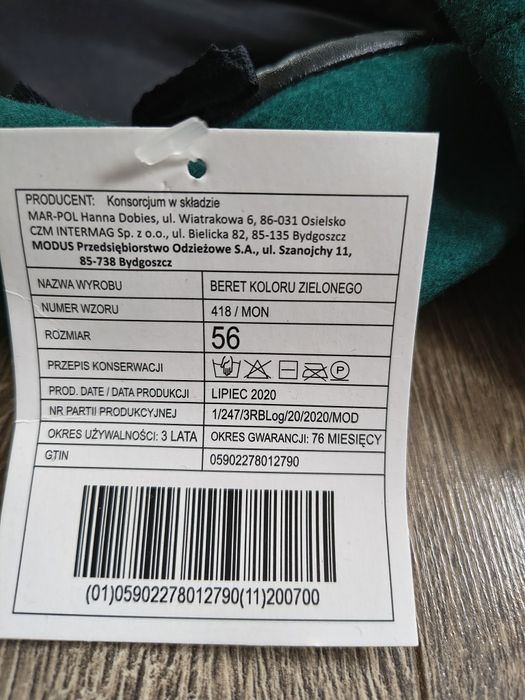 PRODUCENT: Konsorcjum w składzie
MAR-POL Hanna Dobies, ul. Wiatrakowa 6, 86-031 Osielsko
CZM INTERMAG Sp. z o.o., ul. Bielicka 82, 85-135 Bydgoszcz
MODUS Przedsiębiorstwo Odzieżowe S.A., ul. Szanojchy 11,
85-738 Bydgoszcz
NAZWA WYROBU BERET KOLORU ZIELONEGO
NUMER WZORU 418 / MON
ROZMIAR 56
PRZEPIS KONSERWACJI
PROD. DATE / DATA PRODUKCJI LIPIEC 2020
NR PARTII PRODUKCYJNEJ 1/247/3RBLog/20/2020/MOD
OKRES UŻYWALNOŚCI: 3 LATA OKRES GWARANCJI: 76 MIESIĘCY
GTIN 05902278012790
(01)05902278012790(11)200700